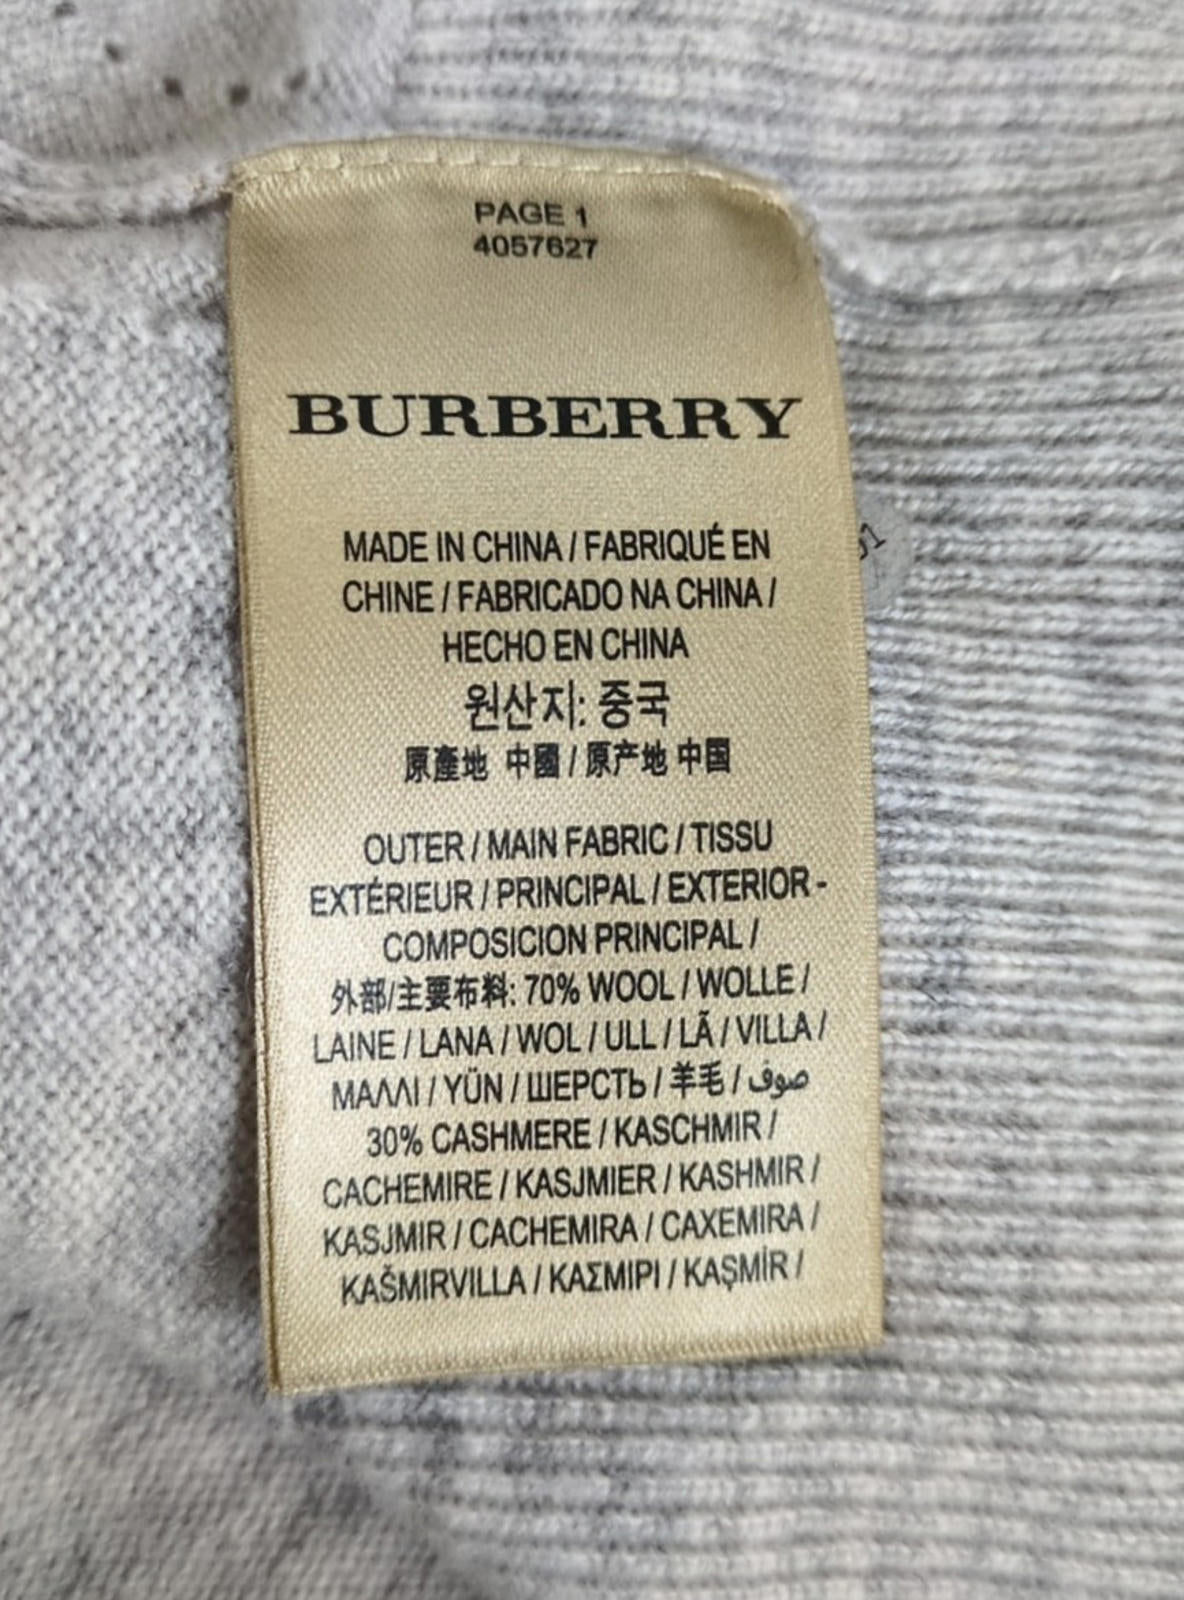 PAGE 1
4057627
BURBERRY
MADE IN CHINA / FABRIQUÉ EN
CHINE / FABRICADO NA CHINA /
HECHO EN CHINA
원산지: 중국
原產地 中國 / 原产地 中国
OUTER / MAIN FABRIC / TISSU
EXTÉRIEUR / PRINCIPAL / EXTERIOR -
COMPOSICION PRINCIPAL /
外部/主要布料: 70% WOOL / WOLLE /
LAINE / LANA / WOL / ULL / LÃ / VILLA /
ΜΑΛΛΙ / YÜN / ШЕРСТЬ / 羊毛 / صوف
30% CASHMERE / KASCHMIR /
CACHEMIRE / KASJMIER / KASHMIR /
KASJMIR / CACHEMIRA / CAXEMIRA /
KAŠMIRVILLA / ΚΑΣΜΙΡΙ / KAŞMİR /